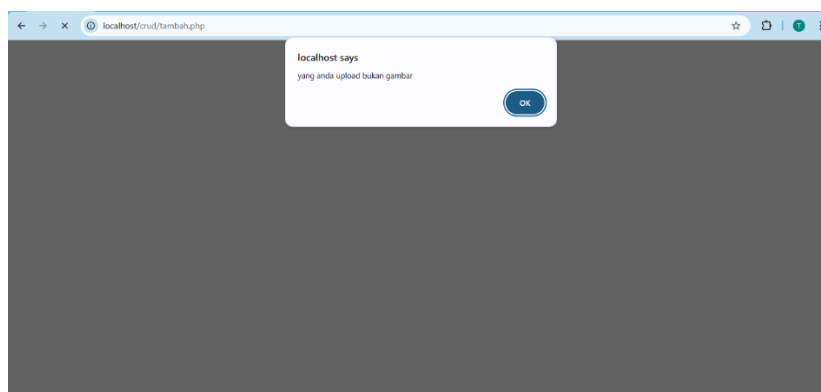 localhost/crud/tambah.php
localhost says
yang anda upload bukan gambar
OK
T